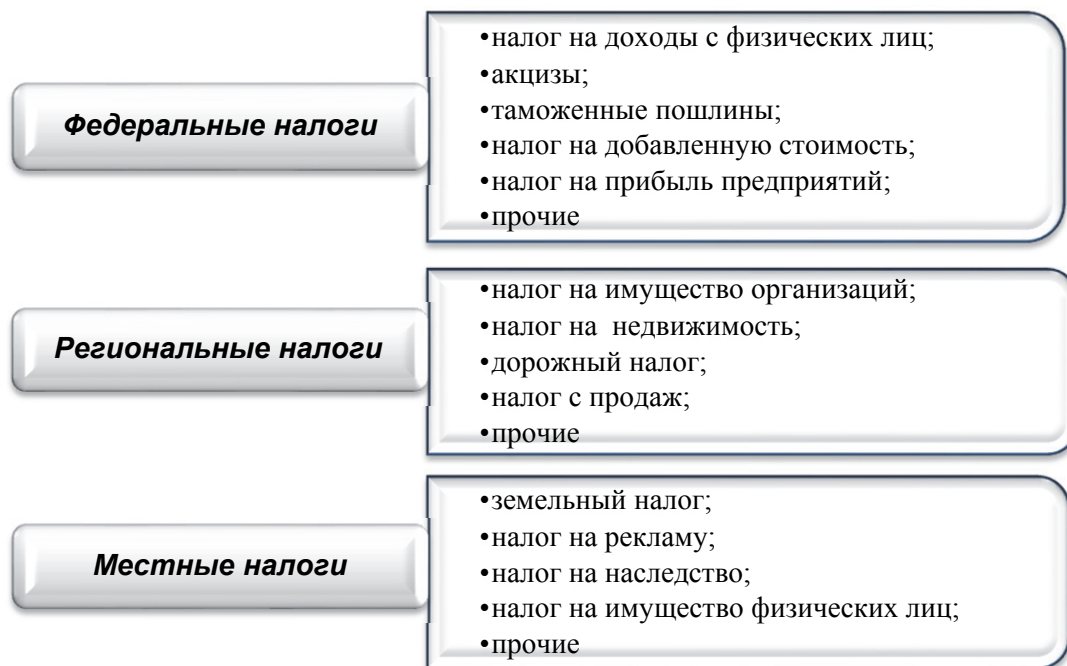 Федеральные налоги
•налог на доходы с физических лиц;
•акцизы;
•таможенные пошлины;
•налог на добавленную стоимость;
•налог на прибыль предприятий;
•прочие
Региональные налоги
•налог на имущество организаций;
•налог на  недвижимость;
•дорожный налог;
•налог с продаж;
•прочие
Местные налоги
•земельный налог;
•налог на рекламу;
•налог на наследство;
•налог на имущество физических лиц;
•прочие